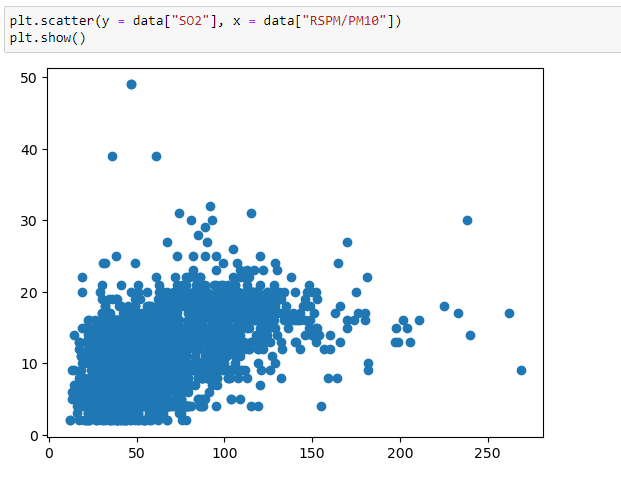 plt.scatter(y = data["SO2"], x = data["RSPM/PM10"])
plt.show()
50
40
30
20
10
0
0 50 100 150 200 250